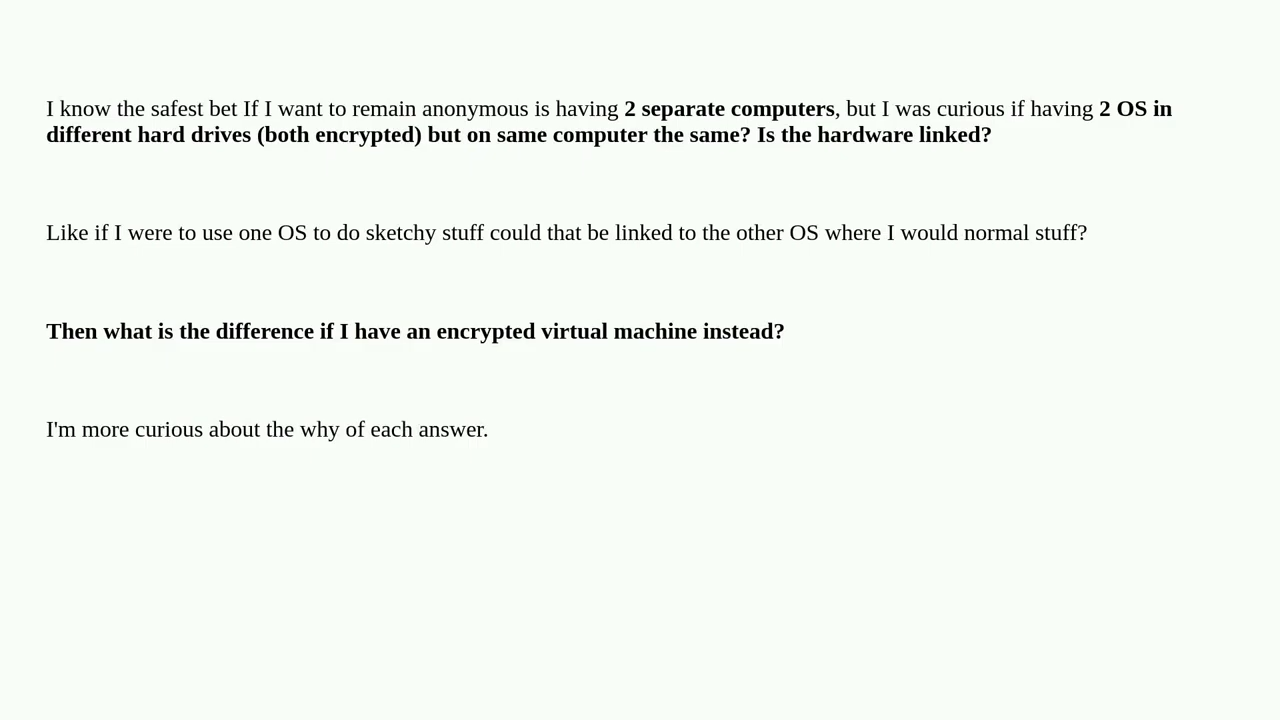 I know the safest bet If I want to remain anonymous is having 2 separate computers, but I was curious if having 2 OS in
different hard drives (both encrypted) but on same computer the same? Is the hardware linked?
Like if I were to use one OS to do sketchy stuff could that be linked to the other OS where I would normal stuff?
Then what is the difference if I have an encrypted virtual machine instead?
I'm more curious about the why of each answer.